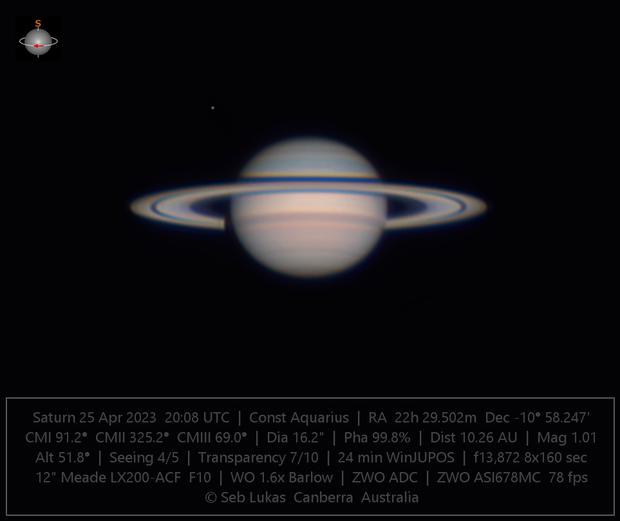 S
Saturn 25 Apr 2023 20:08 UTC | Const Aquarius | RA 22h 29.502m Dec -10° 58.247'
CMI 91.2° CMII 325.2° CMIII 69.0° | Dia 16.2" | Pha 99.8% | Dist 10.26 AU | Mag 1.01
Alt 51.8° | Seeing 4/5 | Transparency 7/10 | 24 min WinJUPOS | f13,872 8x160 sec
12" Meade LX200-ACF F10 | WO 1.6x Barlow | ZWO ADC | ZWO ASI678MC 78 fps
© Seb Lukas Canberra Australia